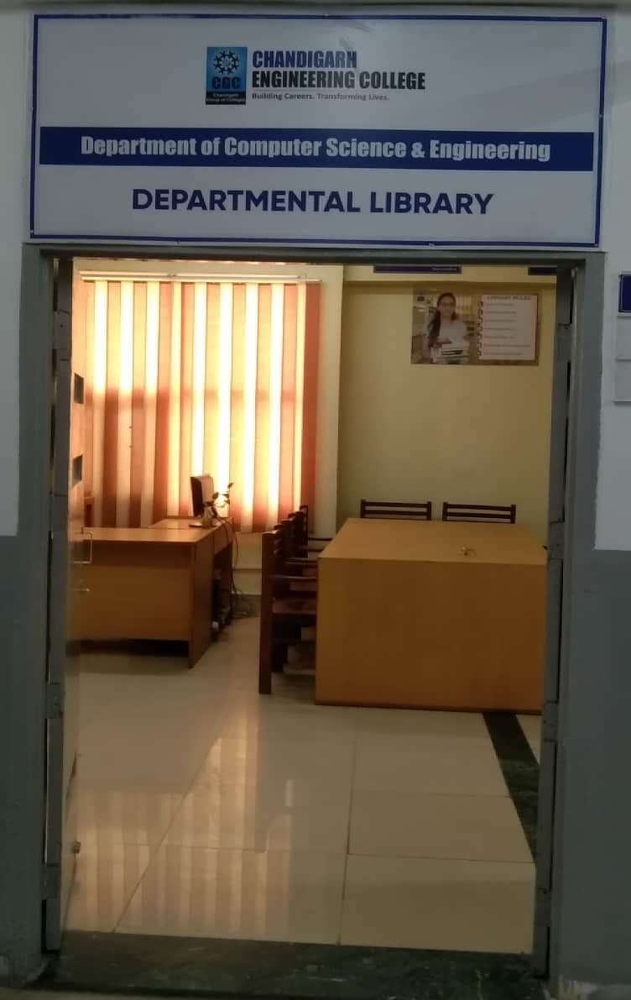 CGC
Chandigarh
Group of Colleges
CHANDIGARH
ENGINEERING COLLEGE
Building Careers. Transforming Lives.
Department of Computer Science & Engineering
DEPARTMENTAL LIBRARY
LIBRARY RULES